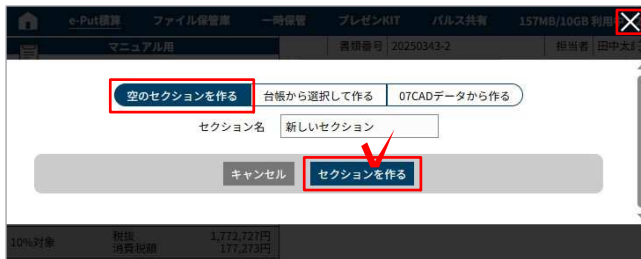 e-Put積算 ファイル保管庫 一時保管 プレゼンKIT パルス共有 157MB/10GB 利用
マニュアル用 書類番号 20250343-2 担当者 田中太
空のセクションを作る 台帳から選択して作る 07CADデータから作る
セクション名 新しいセクション
キャンセル セクションを作る
10%対象 税抜 1,772,727円
消費税額 177,273円